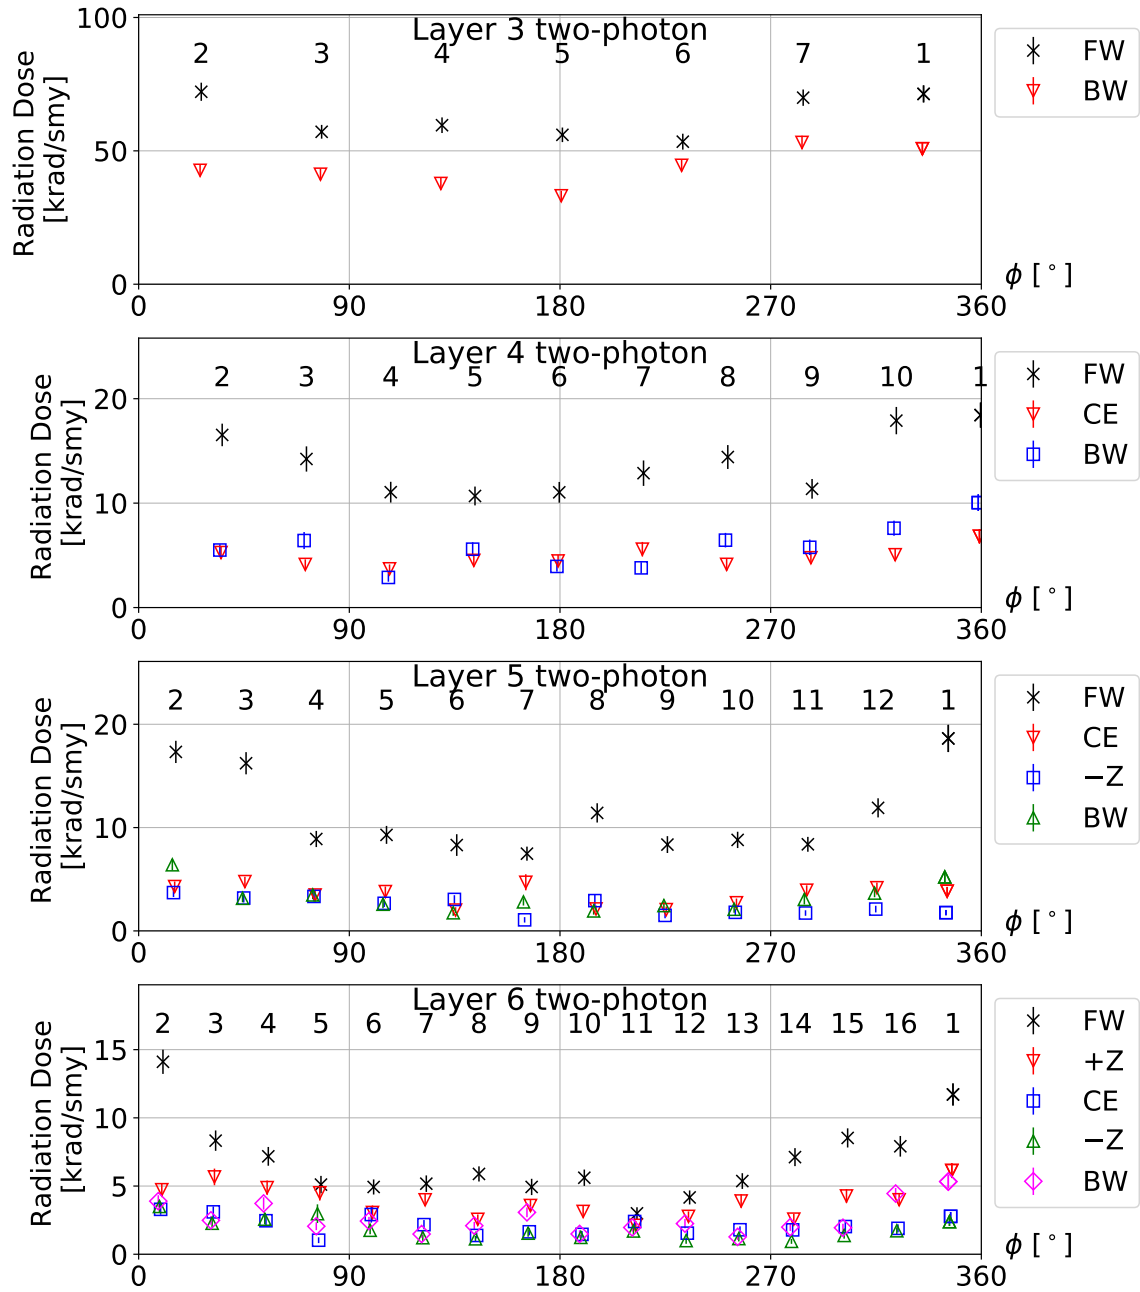 Layer 3 two-photon
2 3 4 5 6 7 1
100
50
0
Radiation Dose
[krad/smy]
0 90 180 270 360
ϕ [°]
FW
BW
Layer 4 two-photon
2 3 4 5 6 7 8 9 10 1
20
10
0
Radiation Dose
[krad/smy]
0 90 180 270 360
ϕ [°]
FW
CE
BW
Layer 5 two-photon
2 3 4 5 6 7 8 9 10 11 12 1
20
10
0
Radiation Dose
[krad/smy]
0 90 180 270 360
ϕ [°]
FW
CE
−Z
BW
Layer 6 two-photon
2 3 4 5 6 7 8 9 10 11 12 13 14 15 16 1
15
10
5
0
Radiation Dose
[krad/smy]
0 90 180 270 360
ϕ [°]
FW
+Z
CE
−Z
BW